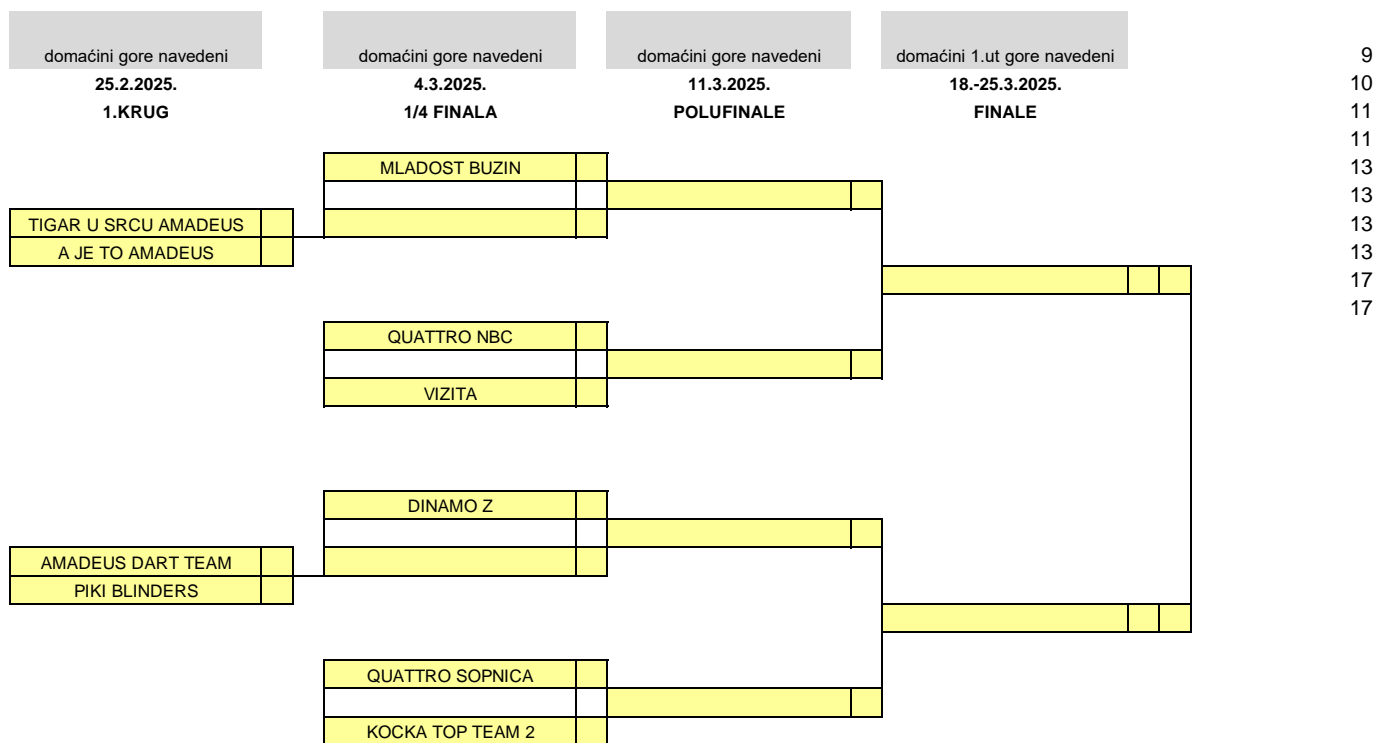 domaćini gore navedeni domaćini gore navedeni domaćini gore navedeni domaćini 1.ut gore navedeni 9
25.2.2025. 4.3.2025. 11.3.2025. 18.-25.3.2025. 10
1.KRUG 1/4 FINALA POLUFINALE FINALE 11
11
MLADOST BUZIN 13
13
TIGAR U SRCU AMADEUS 13
A JE TO AMADEUS 13
17
17
QUATTRO NBC
VIZITA
DINAMO Z
AMADEUS DART TEAM
PIKI BLINDERS
QUATTRO SOPNICA
KOCKA TOP TEAM 2